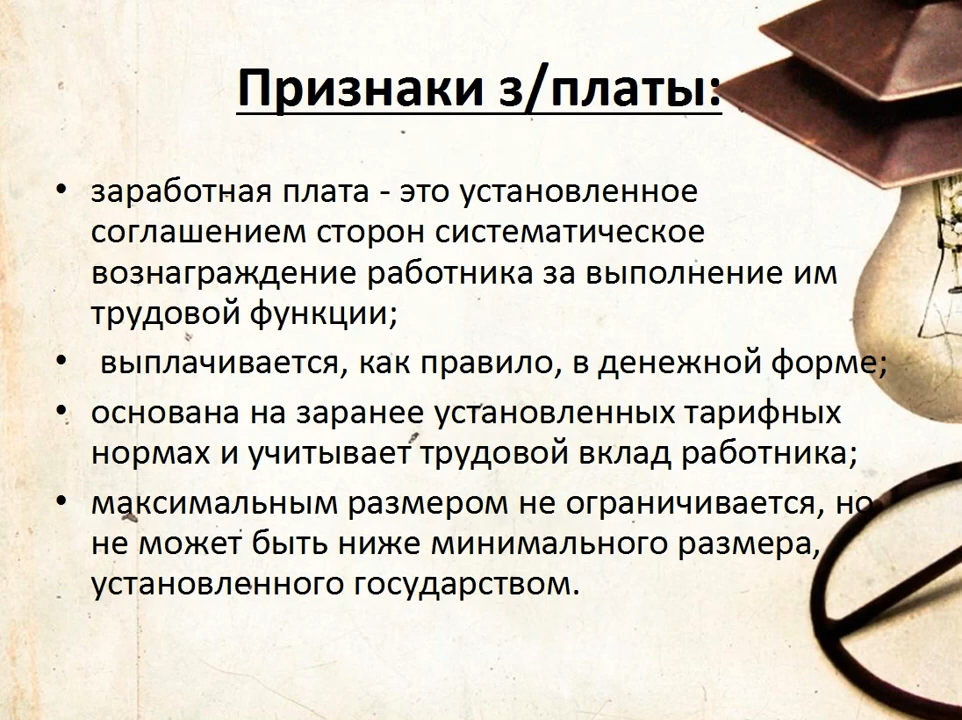 Признаки з/платы:
• заработная плата - это установленное
соглашением сторон систематическое
вознаграждение работника за выполнение им
трудовой функции;
• выплачивается, как правило, в денежной форме;
• основана на заранее установленных тарифных
нормах и учитывает трудовой вклад работника;
• максимальным размером не ограничивается, но
не может быть ниже минимального размера,
установленного государством.